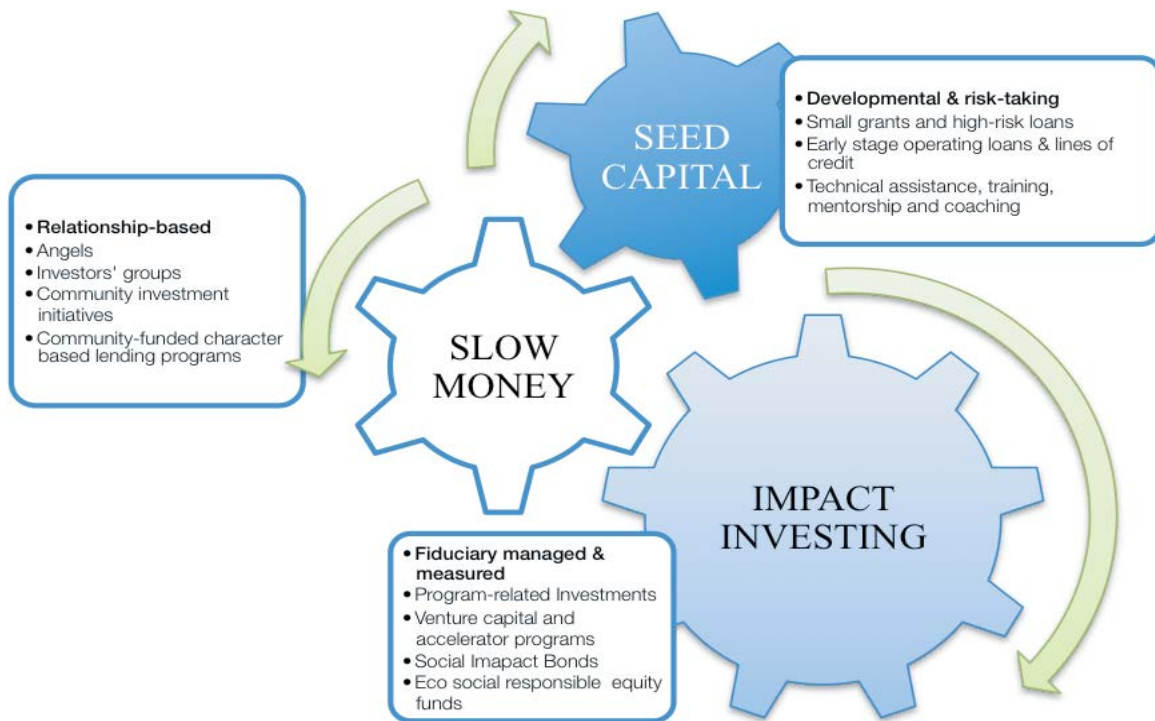 SEED
CAPITAL
• Developmental & risk-taking
• Small grants and high-risk loans
• Early stage operating loans & lines of
credit
• Technical assistance, training,
mentorship and coaching
• Relationship-based
• Angels
• Investors' groups
• Community investment
initiatives
• Community-funded character
based lending programs
SLOW
MONEY
IMPACT
INVESTING
• Fiduciary managed &
measured
• Program-related Investments
• Venture capital and
accelerator programs
• Social Imapact Bonds
• Eco social responsible equity
funds